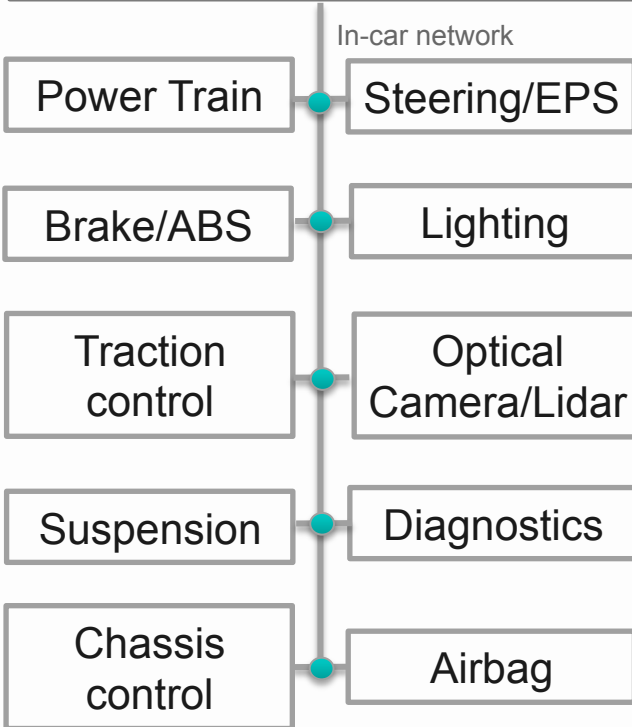 In-car network
Power Train
Steering/EPS
Brake/ABS
Lighting
Traction
control
Optical
Camera/Lidar
Suspension
Diagnostics
Chassis
control
Airbag